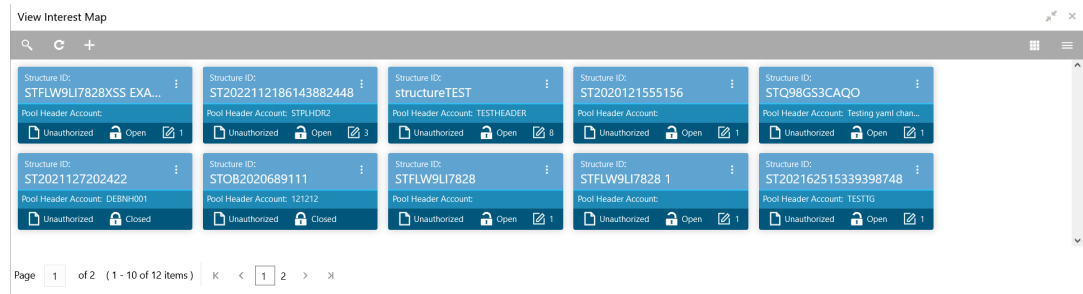 View Interest Map
Structure ID:
STFLW9LI7828XSS EXA...
Pool Header Account:
Unauthorized Open 1
Structure ID:
ST2022112186143882448
Pool Header Account: STPLHDR2
Unauthorized Open 3
Structure ID:
structureTEST
Pool Header Account: TESTHEADER
Unauthorized Open 8
Structure ID:
ST2020121555156
Pool Header Account:
Unauthorized Open 1
Structure ID:
STQ98GS3CAQO
Pool Header Account: Testing yaml chan...
Unauthorized Open 1
Structure ID:
ST2021127202422
Pool Header Account: DEBNH001
Unauthorized Closed
Structure ID:
STOB2020689111
Pool Header Account: 121212
Unauthorized Closed
Structure ID:
STFLW9LI7828
Pool Header Account:
Unauthorized Open 1
Structure ID:
STFLW9LI7828 1
Pool Header Account:
Unauthorized Open 1
Structure ID:
ST202162515339398748
Pool Header Account: TESTTG
Unauthorized Open 1
Page 1 of 2 ( 1 - 10 of 12 items ) 1 2